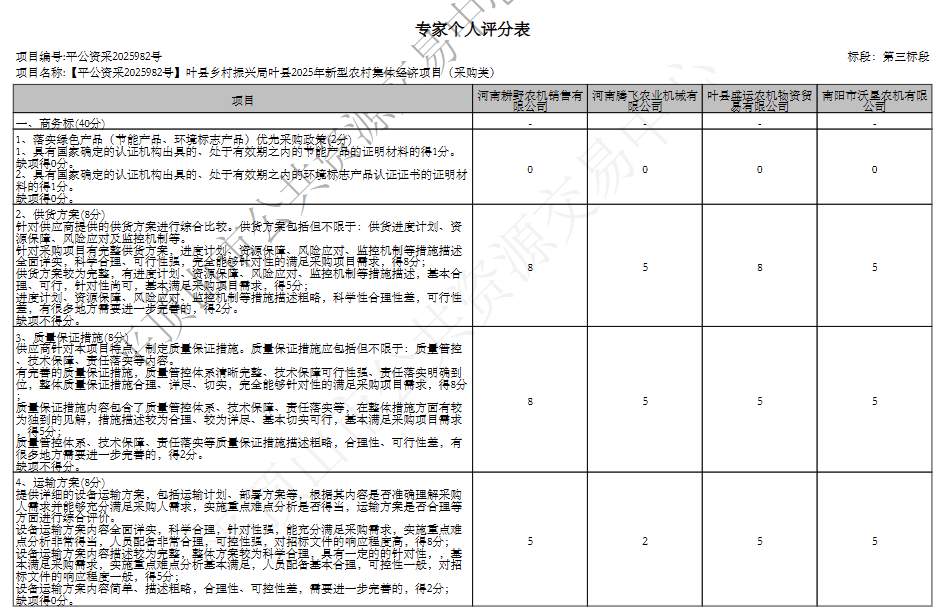 专家个人评分表
项目编号:平公资采2025982号
标段：第三标段
项目名称:【平公资采2025982号】叶县乡村振兴局叶县2025年新型农村集体经济项目（采购类）
项目
河南耕野农机销售有限公司
河南腾飞农业机械有限公司
叶县盛运农机物资贸易有限公司
南阳市沃垦农机有限公司
一、商务标(40分)
- - - -
1、落实绿色产品（节能产品、环境标志产品）优先采购政策(2分)
1、具有国家确定的认证机构出具的、处于有效期之内的节能产品的证明材料的得1分。
缺项得0分。
2、具有国家确定的认证机构出具的、处于有效期之内的环境标志产品认证证书的证明材
料的得1分。
缺项得0分。
0 0 0 0
2、供货方案(8分)
针对供应商提供的供货方案进行综合比较。供货方案包括但不限于：供货进度计划、资
源保障、风险应对及监控机制等。
针对采购项目有完整供货方案，进度计划、资源保障、风险应对、监控机制等措施描述
全面详实、科学合理、可行性强，完全能够针对性的满足采购项目需求，得8分；
供货方案较为完整，有进度计划、资源保障、风险应对、监控机制等措施描述，基本合
理、可行，针对性尚可，基本满足采购项目需求，得5分；
进度计划、资源保障、风险应对、监控机制等措施描述粗略，科学性合理性差，可行性
差，有很多地方需要进一步完善的，得2分。
缺项不得分。
8 5 8 5
3、质量保证措施(8分)
供应商针对本项目特点，制定质量保证措施。质量保证措施应包括但不限于：质量管控
、技术保障、责任落实等内容。
有完善的质量保证措施，质量管控体系清晰完整、技术保障可行性强、责任落实明确到
位，整体质量保证措施合理、详尽、切实，完全能够针对性的满足采购项目需求，得8分
；
质量保证措施内容包含了质量管控体系、技术保障、责任落实等，在整体措施方面有较
为独到的见解，措施描述较为合理、较为详尽、基本切实可行，基本满足采购项目需求
，得5分；
质量管控体系、技术保障、责任落实等质量保证措施描述粗略，合理性、可行性差，有
很多地方需要进一步完善的，得2分。
缺项不得分。
8 5 5 5
4、运输方案(8分)
提供详细的设备运输方案，包括运输计划、部署方案等，根据其内容是否准确理解采购
人需求并能够充分满足采购人需求，实施重点难点分析是否得当，运输方案是否合理等
方面进行综合评价。
设备运输方案内容全面详实，科学合理，针对性强，能充分满足采购需求，实施重点难
点分析非常得当，人员配备非常合理，可控性强，对招标文件的响应程度高，得8分；
设备运输方案内容描述较为完整，整体方案较为科学合理，具有一定的的针对性，，基
本满足采购需求，实施重点难点分析基本满足，人员配备基本合理，可控性一般，对招
标文件的响应程度一般，得5分；
设备运输方案内容简单、描述粗略，合理性、可控性差，需要进一步完善的，得2分；
缺项得0分。
5 2 5 5